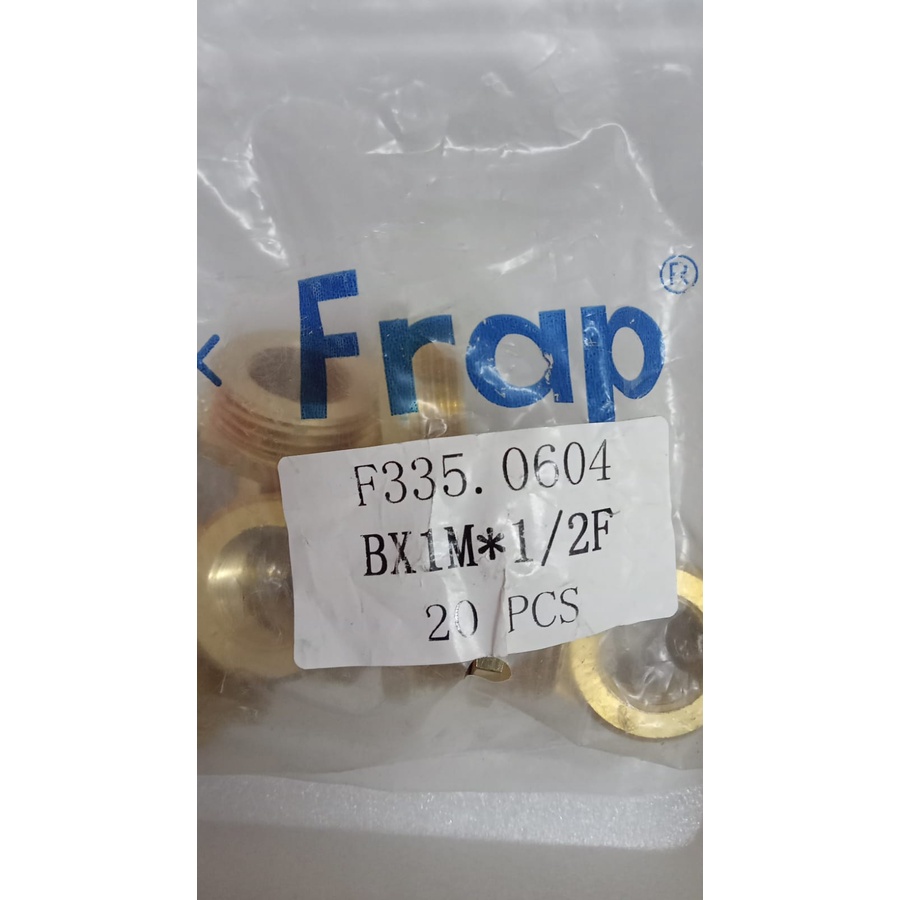 Frap®
F335.0604
BX1M*1/2F
20 PCS